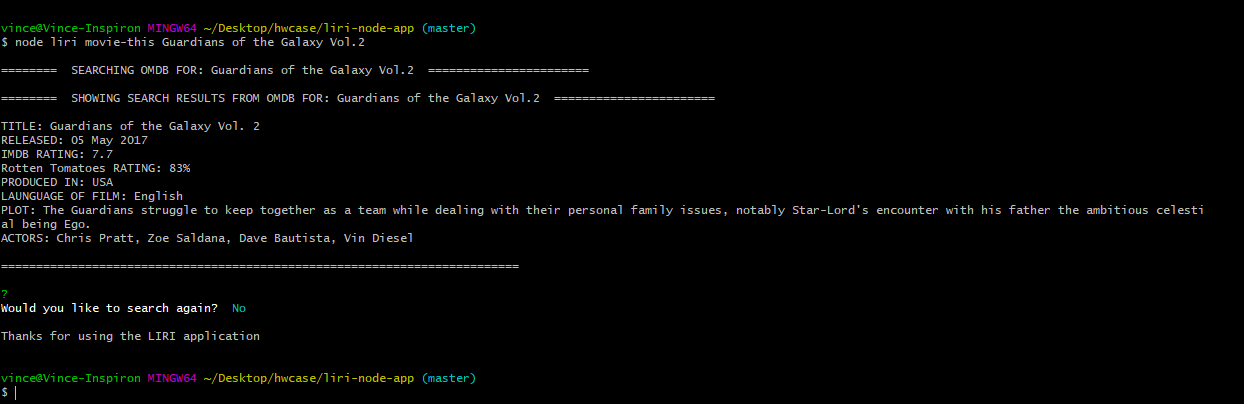 vince@Vince-Inspiron MINGW64 ~/Desktop/hwcase/liri-node-app (master)
$ node liri movie-this Guardians of the Galaxy Vol.2
========  SEARCHING OMDB FOR: Guardians of the Galaxy Vol.2  =======================
========  SHOWING SEARCH RESULTS FROM OMDB FOR: Guardians of the Galaxy Vol.2  =======================
TITLE: Guardians of the Galaxy Vol. 2
RELEASED: 05 May 2017
IMDB RATING: 7.7
Rotten Tomatoes RATING: 83%
PRODUCED IN: USA
LAUNGUAGE OF FILM: English
PLOT: The Guardians struggle to keep together as a team while dealing with their personal family issues, notably Star-Lord's encounter with his father the ambitious celesti
al being Ego.
ACTORS: Chris Pratt, Zoe Saldana, Dave Bautista, Vin Diesel
==========================================================================
?
Would you like to search again?  No
Thanks for using the LIRI application
vince@Vince-Inspiron MINGW64 ~/Desktop/hwcase/liri-node-app (master)
$